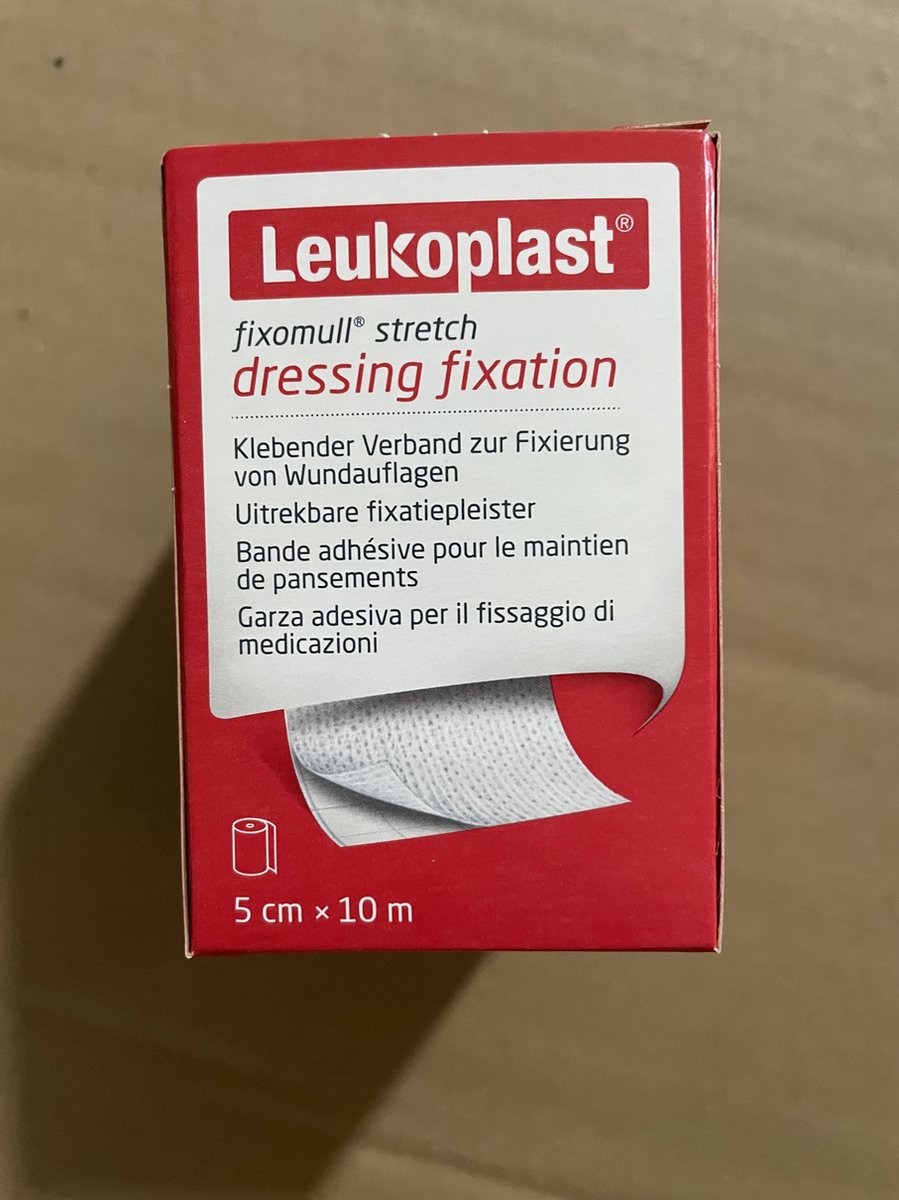 Leukoplast®
fixomull® stretch
dressing fixation
Klebender Verband zur Fixierung
von Wundauflagen
Uitrekbare fixatiepleister
Bande adhésive pour le maintien
de pansements
Garza adesiva per il fissaggio di
medicazioni
5 cm × 10 m